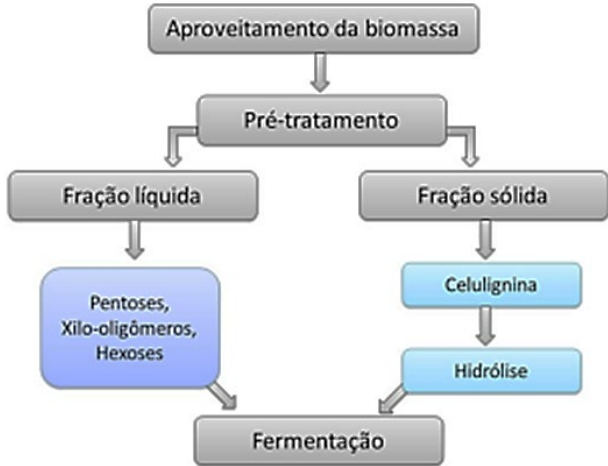 Aproveitamento da biomassa
Pré-tratamento
Fração líquida
Fração sólida
Pentoses,
Xilo-oligômeros,
Hexoses
Celulignina
Hidrólise
Fermentação